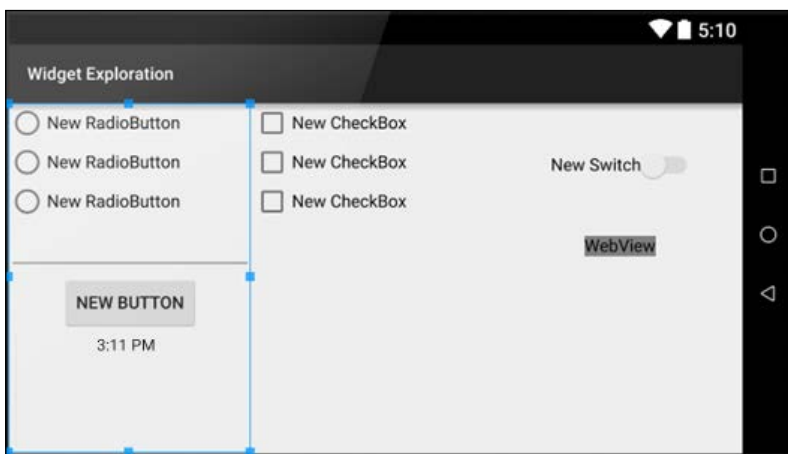 5:10
Widget Exploration
New RadioButton
New RadioButton
New RadioButton
NEW BUTTON
3:11 PM
New CheckBox
New CheckBox
New CheckBox
New Switch
WebView